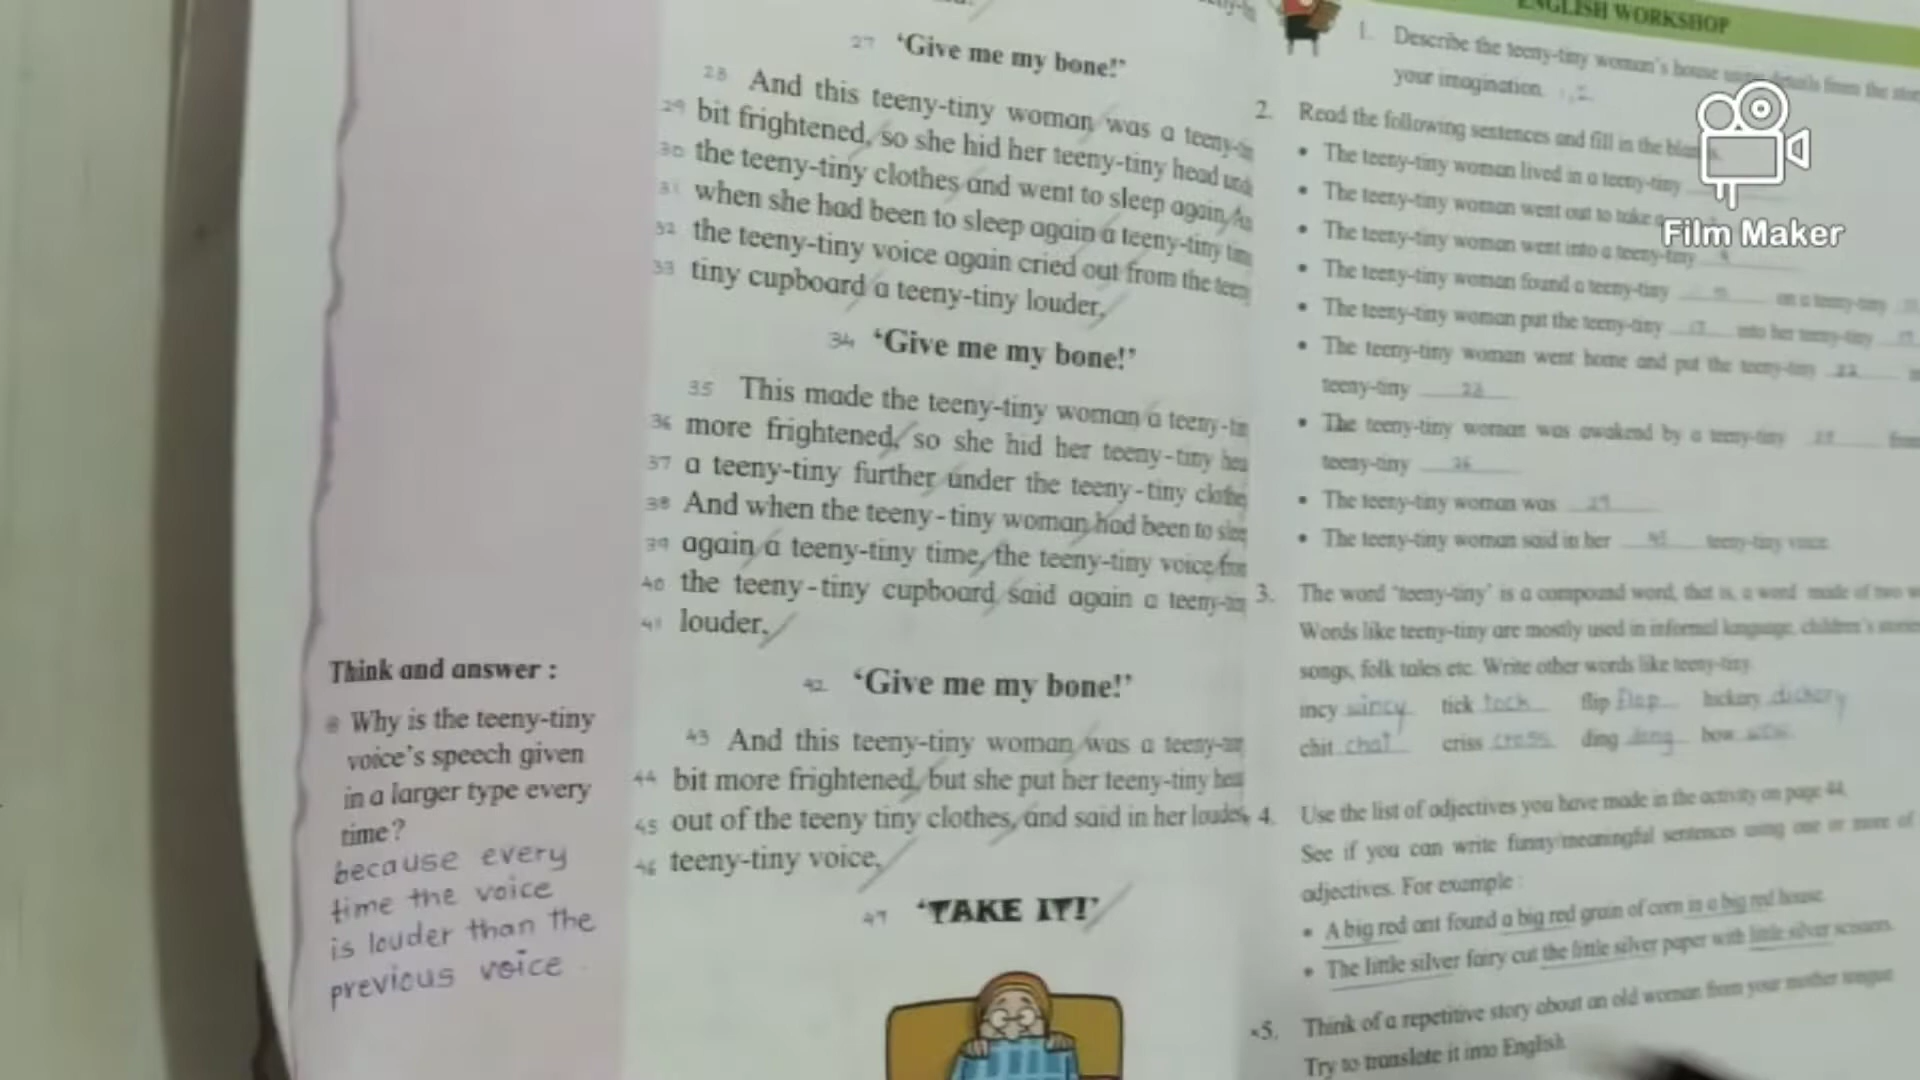 27 ‘Give me my bone!’
28 And this teeny-tiny woman was a teeny-
29 bit frightened, so she hid her teeny-tiny head
30 the teeny-tiny clothes and went to sleep again
31 when she had been to sleep again a teeny-tiny
32 the teeny-tiny voice again cried out from the
33 tiny cupboard a teeny-tiny louder,
34 ‘Give me my bone!’
35 This made the teeny-tiny woman a teeny-
36 more frightened, so she hid her teeny-tiny
37 a teeny-tiny further under the teeny-tiny
38 And when the teeny-tiny woman had been to
39 again a teeny-tiny time, the teeny-tiny voice
40 the teeny-tiny cupboard said again a
41 louder,
42 ‘Give me my bone!’
43 And this teeny-tiny woman was a
44 bit more frightened, but she put her teeny-tiny
45 out of the teeny tiny clothes, and said in her
46 teeny-tiny voice,
47 ‘TAKE IT!’
Think and answer :
Why is the teeny-tiny
voice's speech given
in a larger type every
time?
because every
time the voice
is louder than the
previous voice
ENGLISH WORKSHOP
1. Describe the teeny-tiny woman's house details from the
your imagination.
2. Read the following sentences and fill in the
• The teeny-tiny woman lived in a teeny-tiny
• The teeny-tiny woman went out to take a
• The teeny-tiny woman went into a teeny-tiny
• The teeny-tiny woman found a teeny-tiny on a teeny-tiny
• The teeny-tiny woman put the teeny-tiny into her teeny-tiny
• The teeny-tiny woman went home and put the teeny-tiny 22
teeny-tiny 23
• The teeny-tiny woman was awakend by a teeny-tiny
teeny-tiny 26
• The teeny-tiny woman was
• The teeny-tiny woman said in her teeny-tiny voice
3. The word 'teeny-tiny' is a compound word, that is, a word made of two
Words like teeny-tiny are mostly used in informal language, children's
songs, folk tales etc. Write other words like teeny-tiny.
incy wincy tick tock flip flop hickory dickory
chit chat criss cross ding dong bow wow
4. Use the list of adjectives you have made in the activity on page 44.
See if you can write funny/meaningful sentences using one or more of
adjectives. For example :
• A big red ant found a big red grain of corn in a big red house.
• The little silver fairy cut the little silver paper with little silver scissors.
5. Think of a repetitive story about an old woman from your mother tongue.
Try to translate it into English.
Film Maker